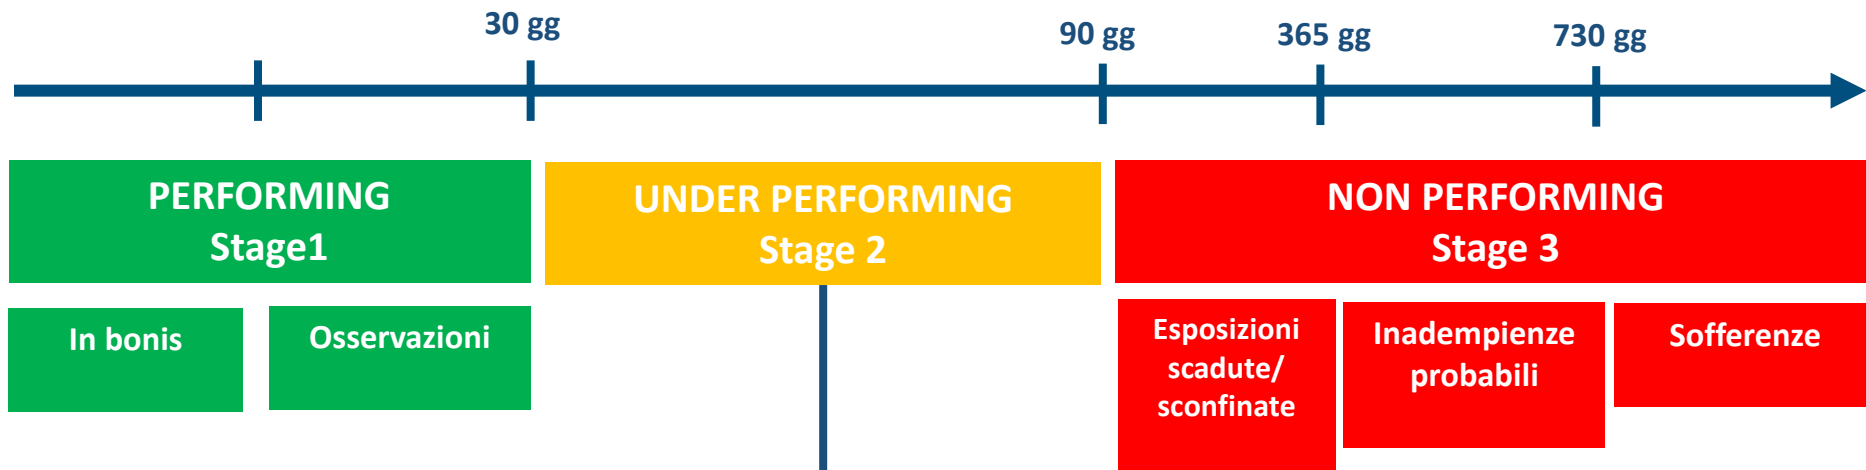 30 gg
90 gg
365 gg
730 gg
PERFORMING
Stage1
UNDER PERFORMING
Stage 2
NON PERFORMING
Stage 3
In bonis
Osservazioni
Esposizioni
scadute/
sconfinate
Inadempienze
probabili
Sofferenze